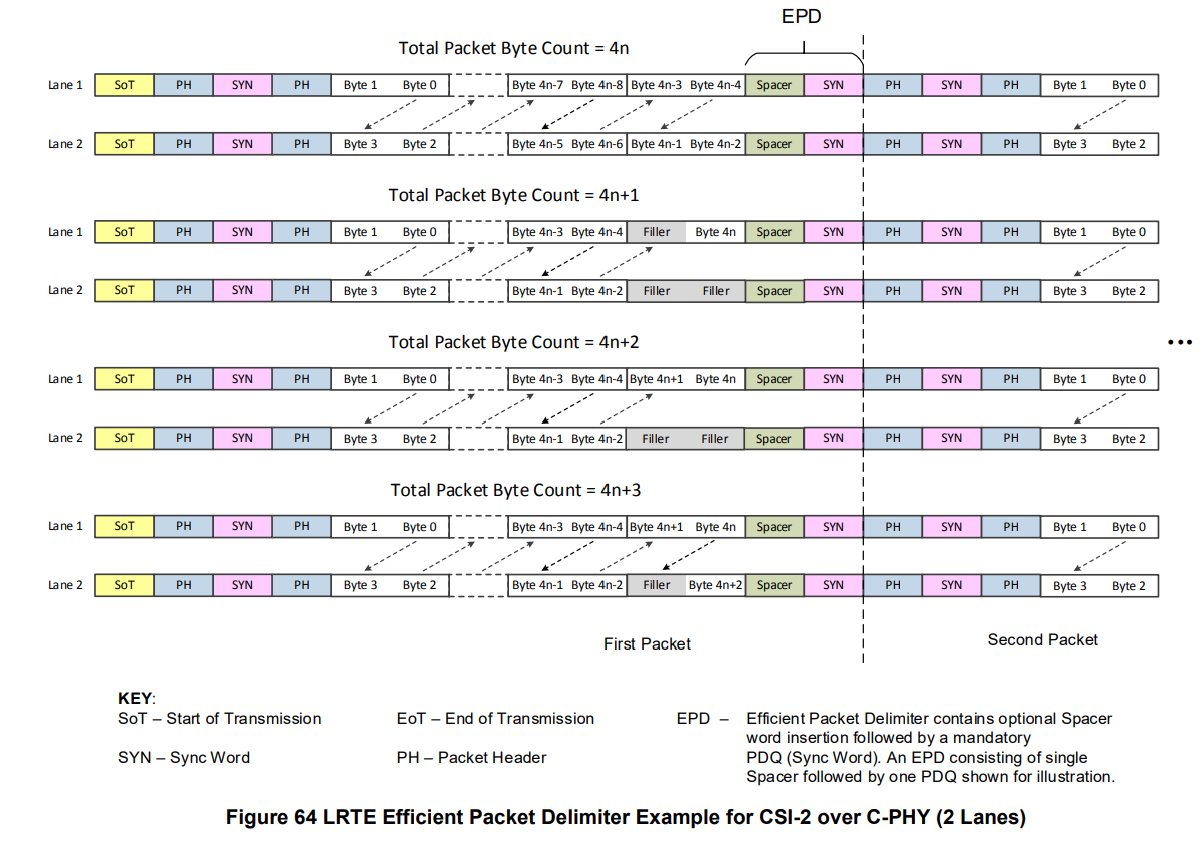 EPD
Total Packet Byte Count = 4n
Lane 1 SoT PH SYN PH Byte 1 Byte 0 Byte 4n-7 Byte 4n-8 Byte 4n-3 Byte 4n-4 Spacer SYN PH SYN PH Byte 1 Byte 0
Lane 2 SoT PH SYN PH Byte 3 Byte 2 Byte 4n-5 Byte 4n-6 Byte 4n-1 Byte 4n-2 Spacer SYN PH SYN PH Byte 3 Byte 2
Total Packet Byte Count = 4n+1
Lane 1 SoT PH SYN PH Byte 1 Byte 0 Byte 4n-3 Byte 4n-4 Filler Byte 4n Spacer SYN PH SYN PH Byte 1 Byte 0
Lane 2 SoT PH SYN PH Byte 3 Byte 2 Byte 4n-1 Byte 4n-2 Filler Filler Spacer SYN PH SYN PH Byte 3 Byte 2
Total Packet Byte Count = 4n+2
...
Lane 1 SoT PH SYN PH Byte 1 Byte 0 Byte 4n-3 Byte 4n-4 Byte 4n+1 Byte 4n Spacer SYN PH SYN PH Byte 1 Byte 0
Lane 2 SoT PH SYN PH Byte 3 Byte 2 Byte 4n-1 Byte 4n-2 Filler Filler Spacer SYN PH SYN PH Byte 3 Byte 2
Total Packet Byte Count = 4n+3
Lane 1 SoT PH SYN PH Byte 1 Byte 0 Byte 4n-3 Byte 4n-4 Byte 4n+1 Byte 4n Spacer SYN PH SYN PH Byte 1 Byte 0
Lane 2 SoT PH SYN PH Byte 3 Byte 2 Byte 4n-1 Byte 4n-2 Filler Byte 4n+2 Spacer SYN PH SYN PH Byte 3 Byte 2
First Packet
Second Packet
KEY:
SoT – Start of Transmission
EoT – End of Transmission
SYN – Sync Word
PH – Packet Header
EPD – Efficient Packet Delimiter contains optional Spacer
word insertion followed by a mandatory
PDQ (Sync Word). An EPD consisting of single
Spacer followed by one PDQ shown for illustration.
Figure 64 LRTE Efficient Packet Delimiter Example for CSI-2 over C-PHY (2 Lanes)